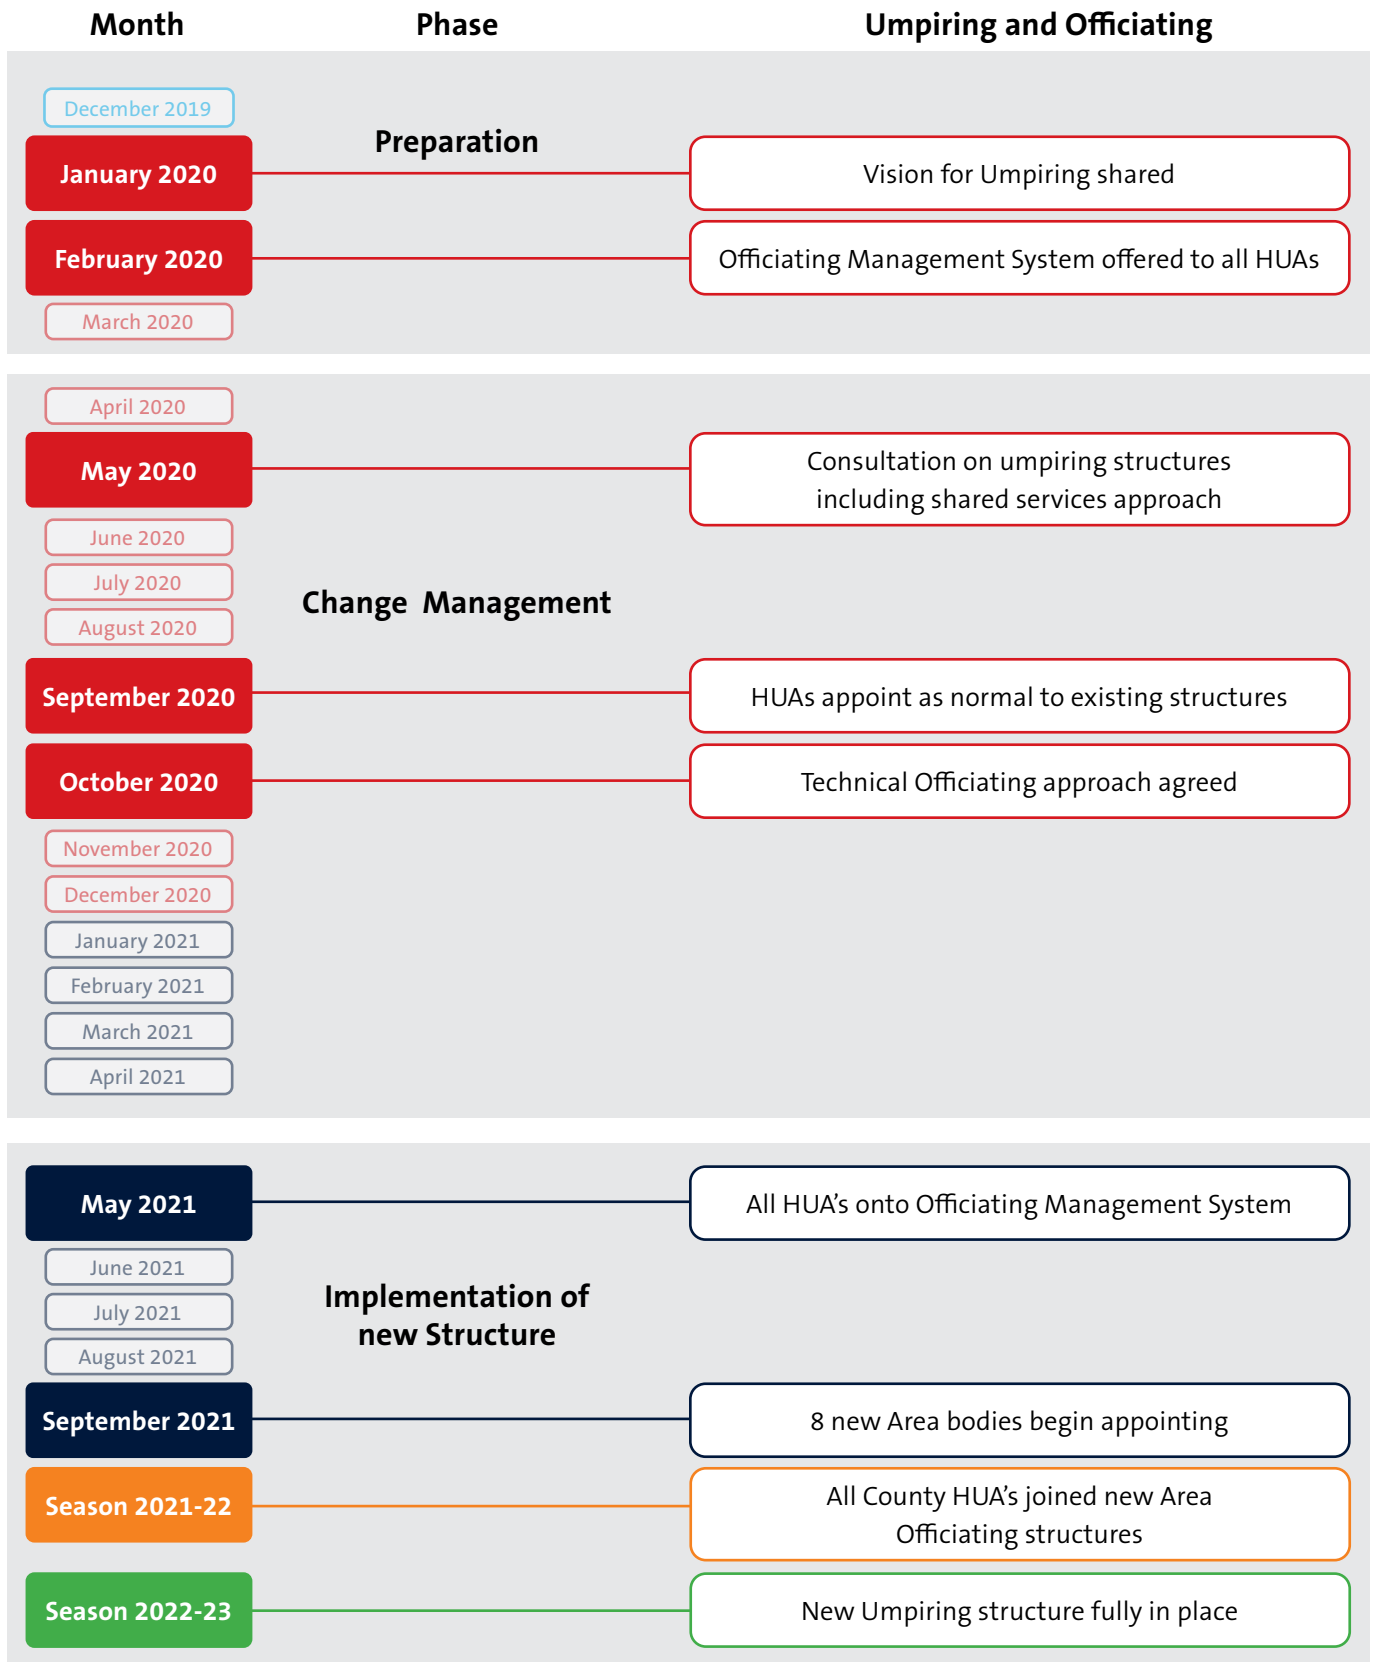 Month Phase Umpiring and Officiating
December 2019
Preparation
January 2020 Vision for Umpiring shared
February 2020 Officiating Management System offered to all HUAs
March 2020
April 2020
May 2020 Consultation on umpiring structures
including shared services approach
June 2020
July 2020
Change Management
August 2020
September 2020 HUAs appoint as normal to existing structures
October 2020 Technical Officiating approach agreed
November 2020
December 2020
January 2021
February 2021
March 2021
April 2021
May 2021 All HUA’s onto Officiating Management System
June 2021
July 2021
Implementation of
new Structure
August 2021
September 2021 8 new Area bodies begin appointing
Season 2021-22 All County HUA’s joined new Area
Officiating structures
Season 2022-23 New Umpiring structure fully in place